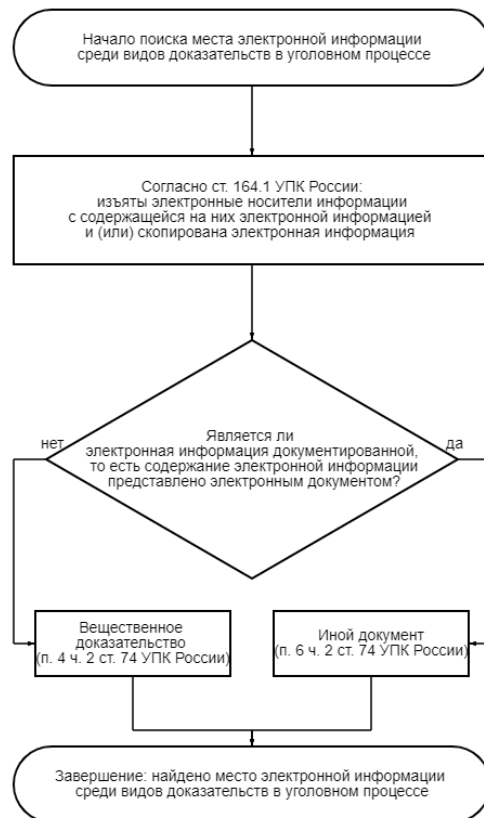 Начало поиска места электронной информации
среди видов доказательств в уголовном процессе
Согласно ст. 164.1 УПК России:
изъяты электронные носители информации
с содержащейся на них электронной информацией
и (или) скопирована электронная информация
Является ли
электронная информация документированной,
то есть содержание электронной информации
представлено электронным документом?
нет
да
Вещественное
доказательство
(п. 4 ч. 2 ст. 74 УПК России)
Иной документ
(п. 6 ч. 2 ст. 74 УПК России)
Завершение: найдено место электронной информации
среди видов доказательств в уголовном процессе